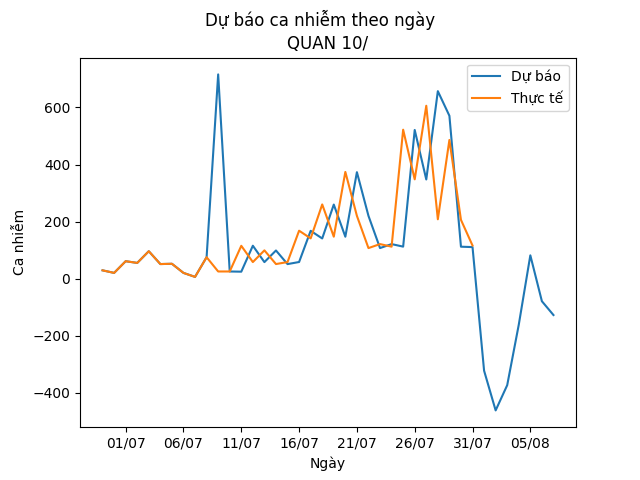 Dự báo ca nhiễm theo ngày
QUAN 10/
Dự báo
Thực tế
Ca nhiễm
600
400
200
0
−200
−400
01/07
06/07
11/07
16/07
21/07
26/07
31/07
05/08
Ngày